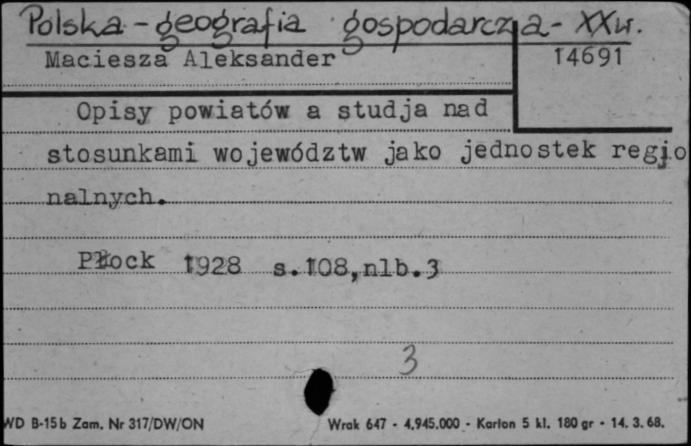 Polska - geografia gospodarcza - XX w.
Maciesza Aleksander
14691
Opisy powiatów a studja nad
stosunkami województw jako jednostek regjo
nalnych.
Płock 1928 s.108,nlb.3
3
WD B-15b Zam. Nr 317/DW/ON
Wrak 647 - 4.945.000 - Karton 5 kl. 180 gr - 14. 3. 68.